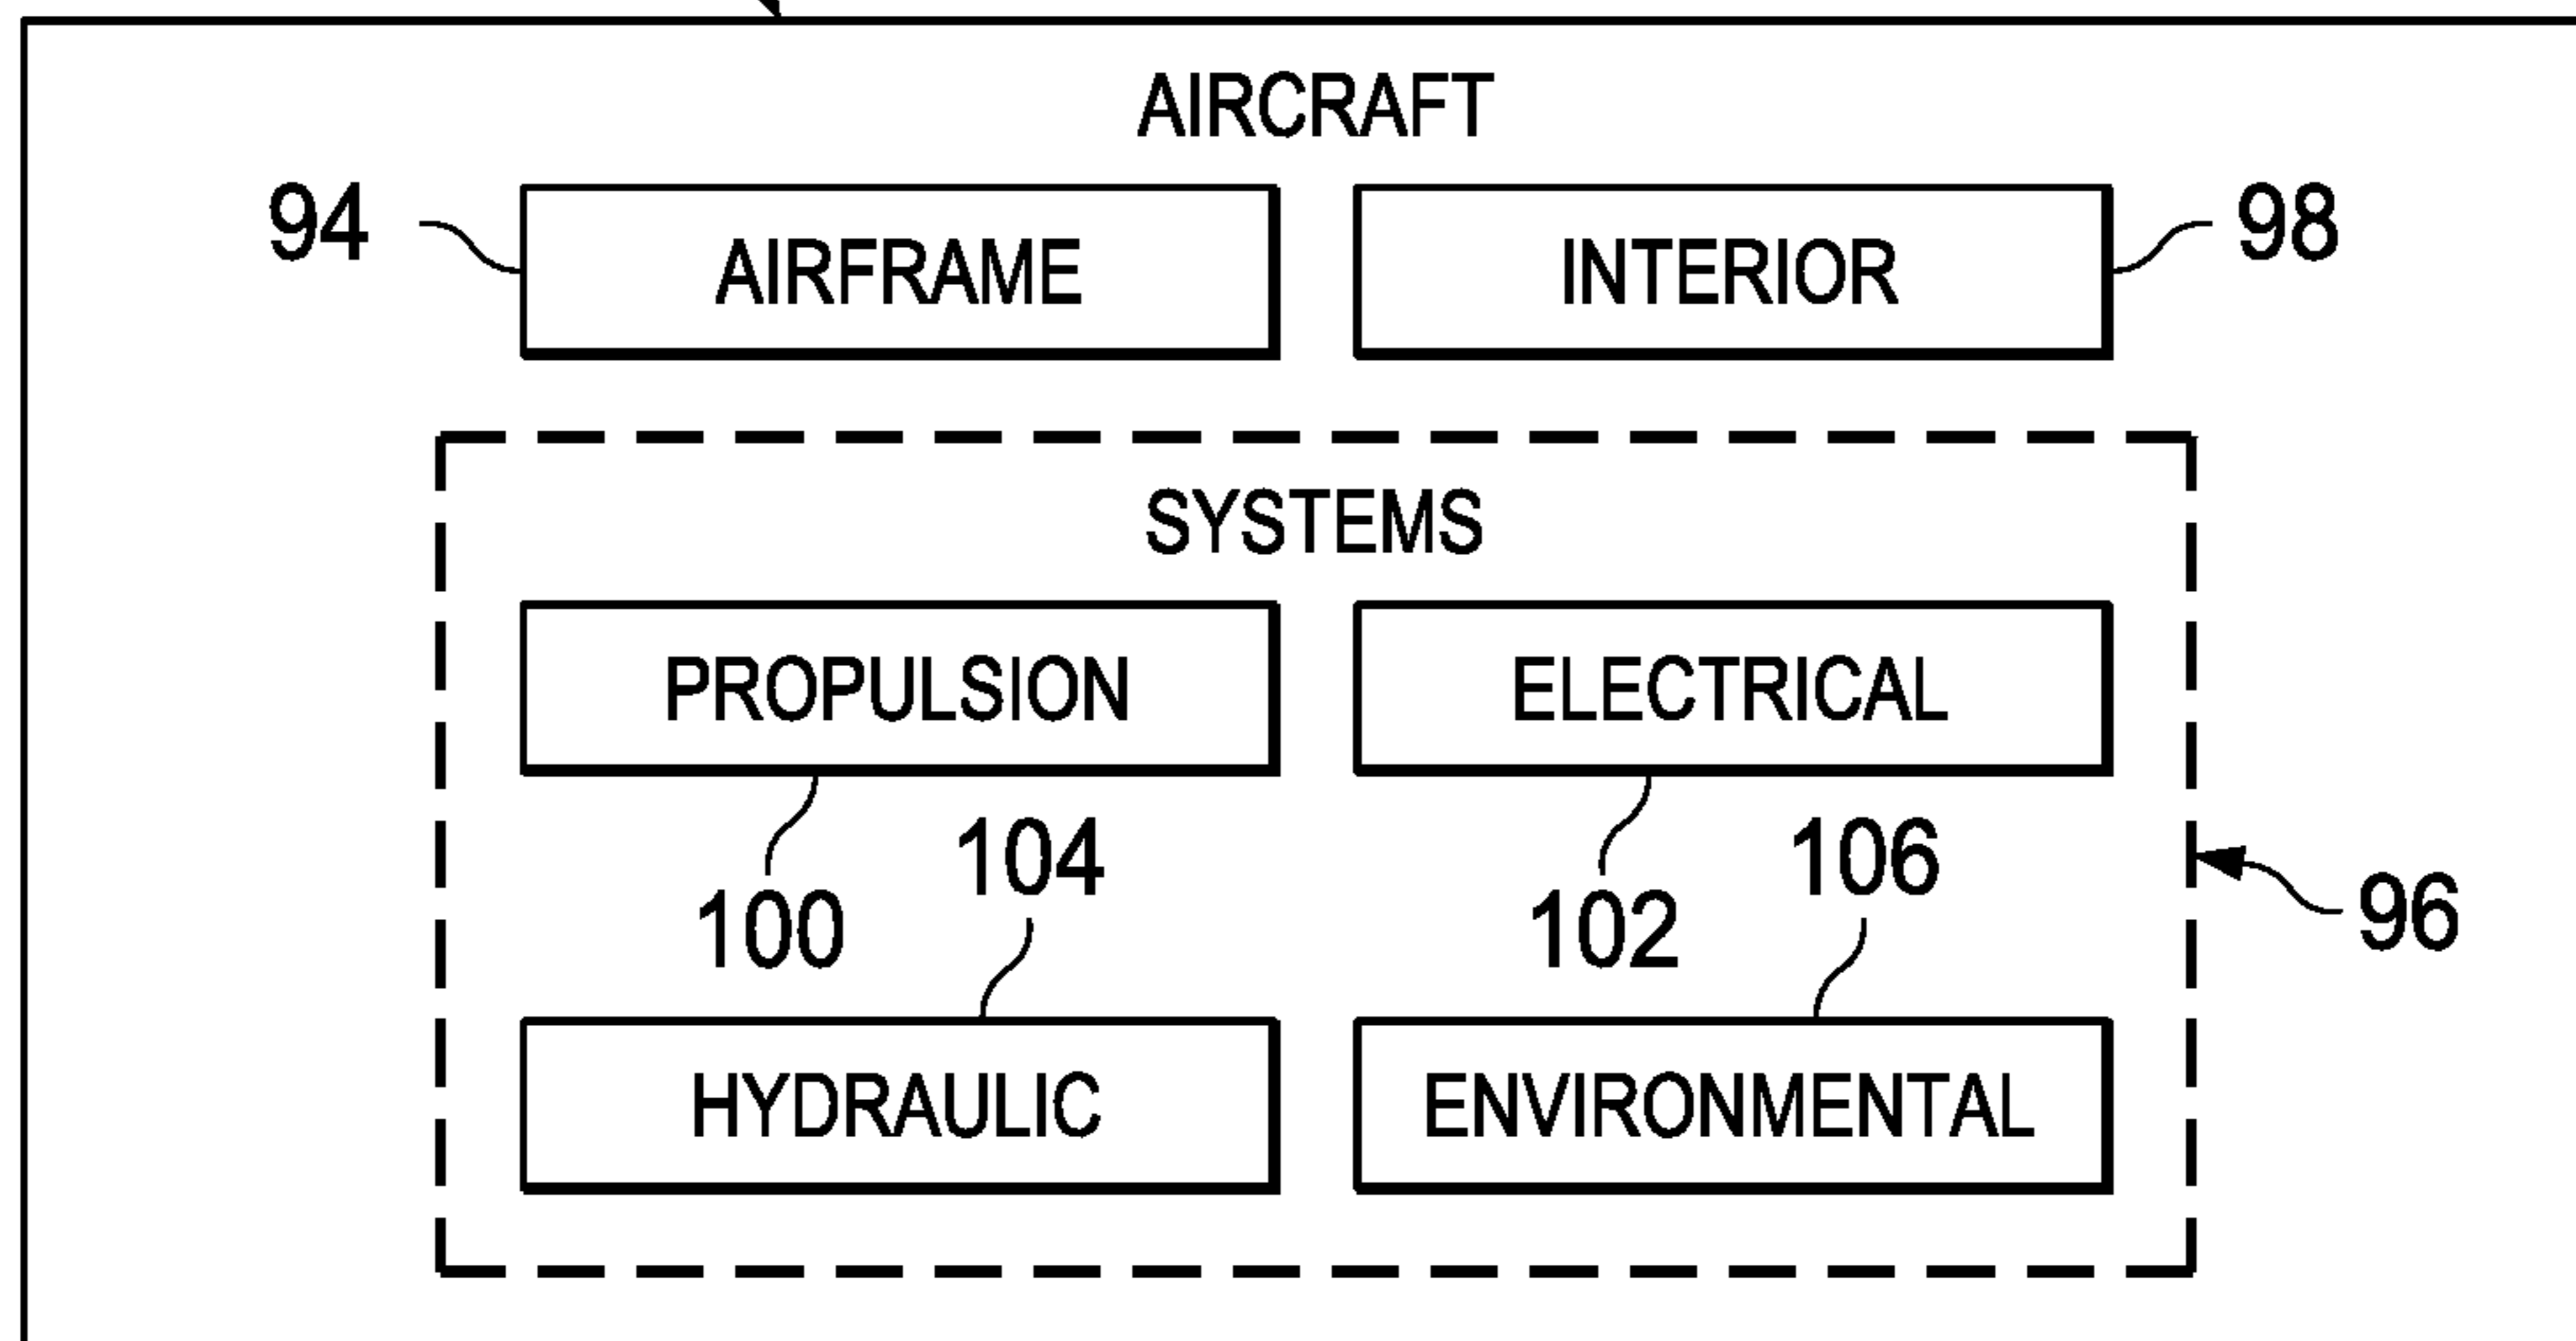 AIRCRAFT
94 AIRFRAME INTERIOR 98
SYSTEMS
PROPULSION ELECTRICAL
104 106
100 102 96
HYDRAULIC ENVIRONMENTAL